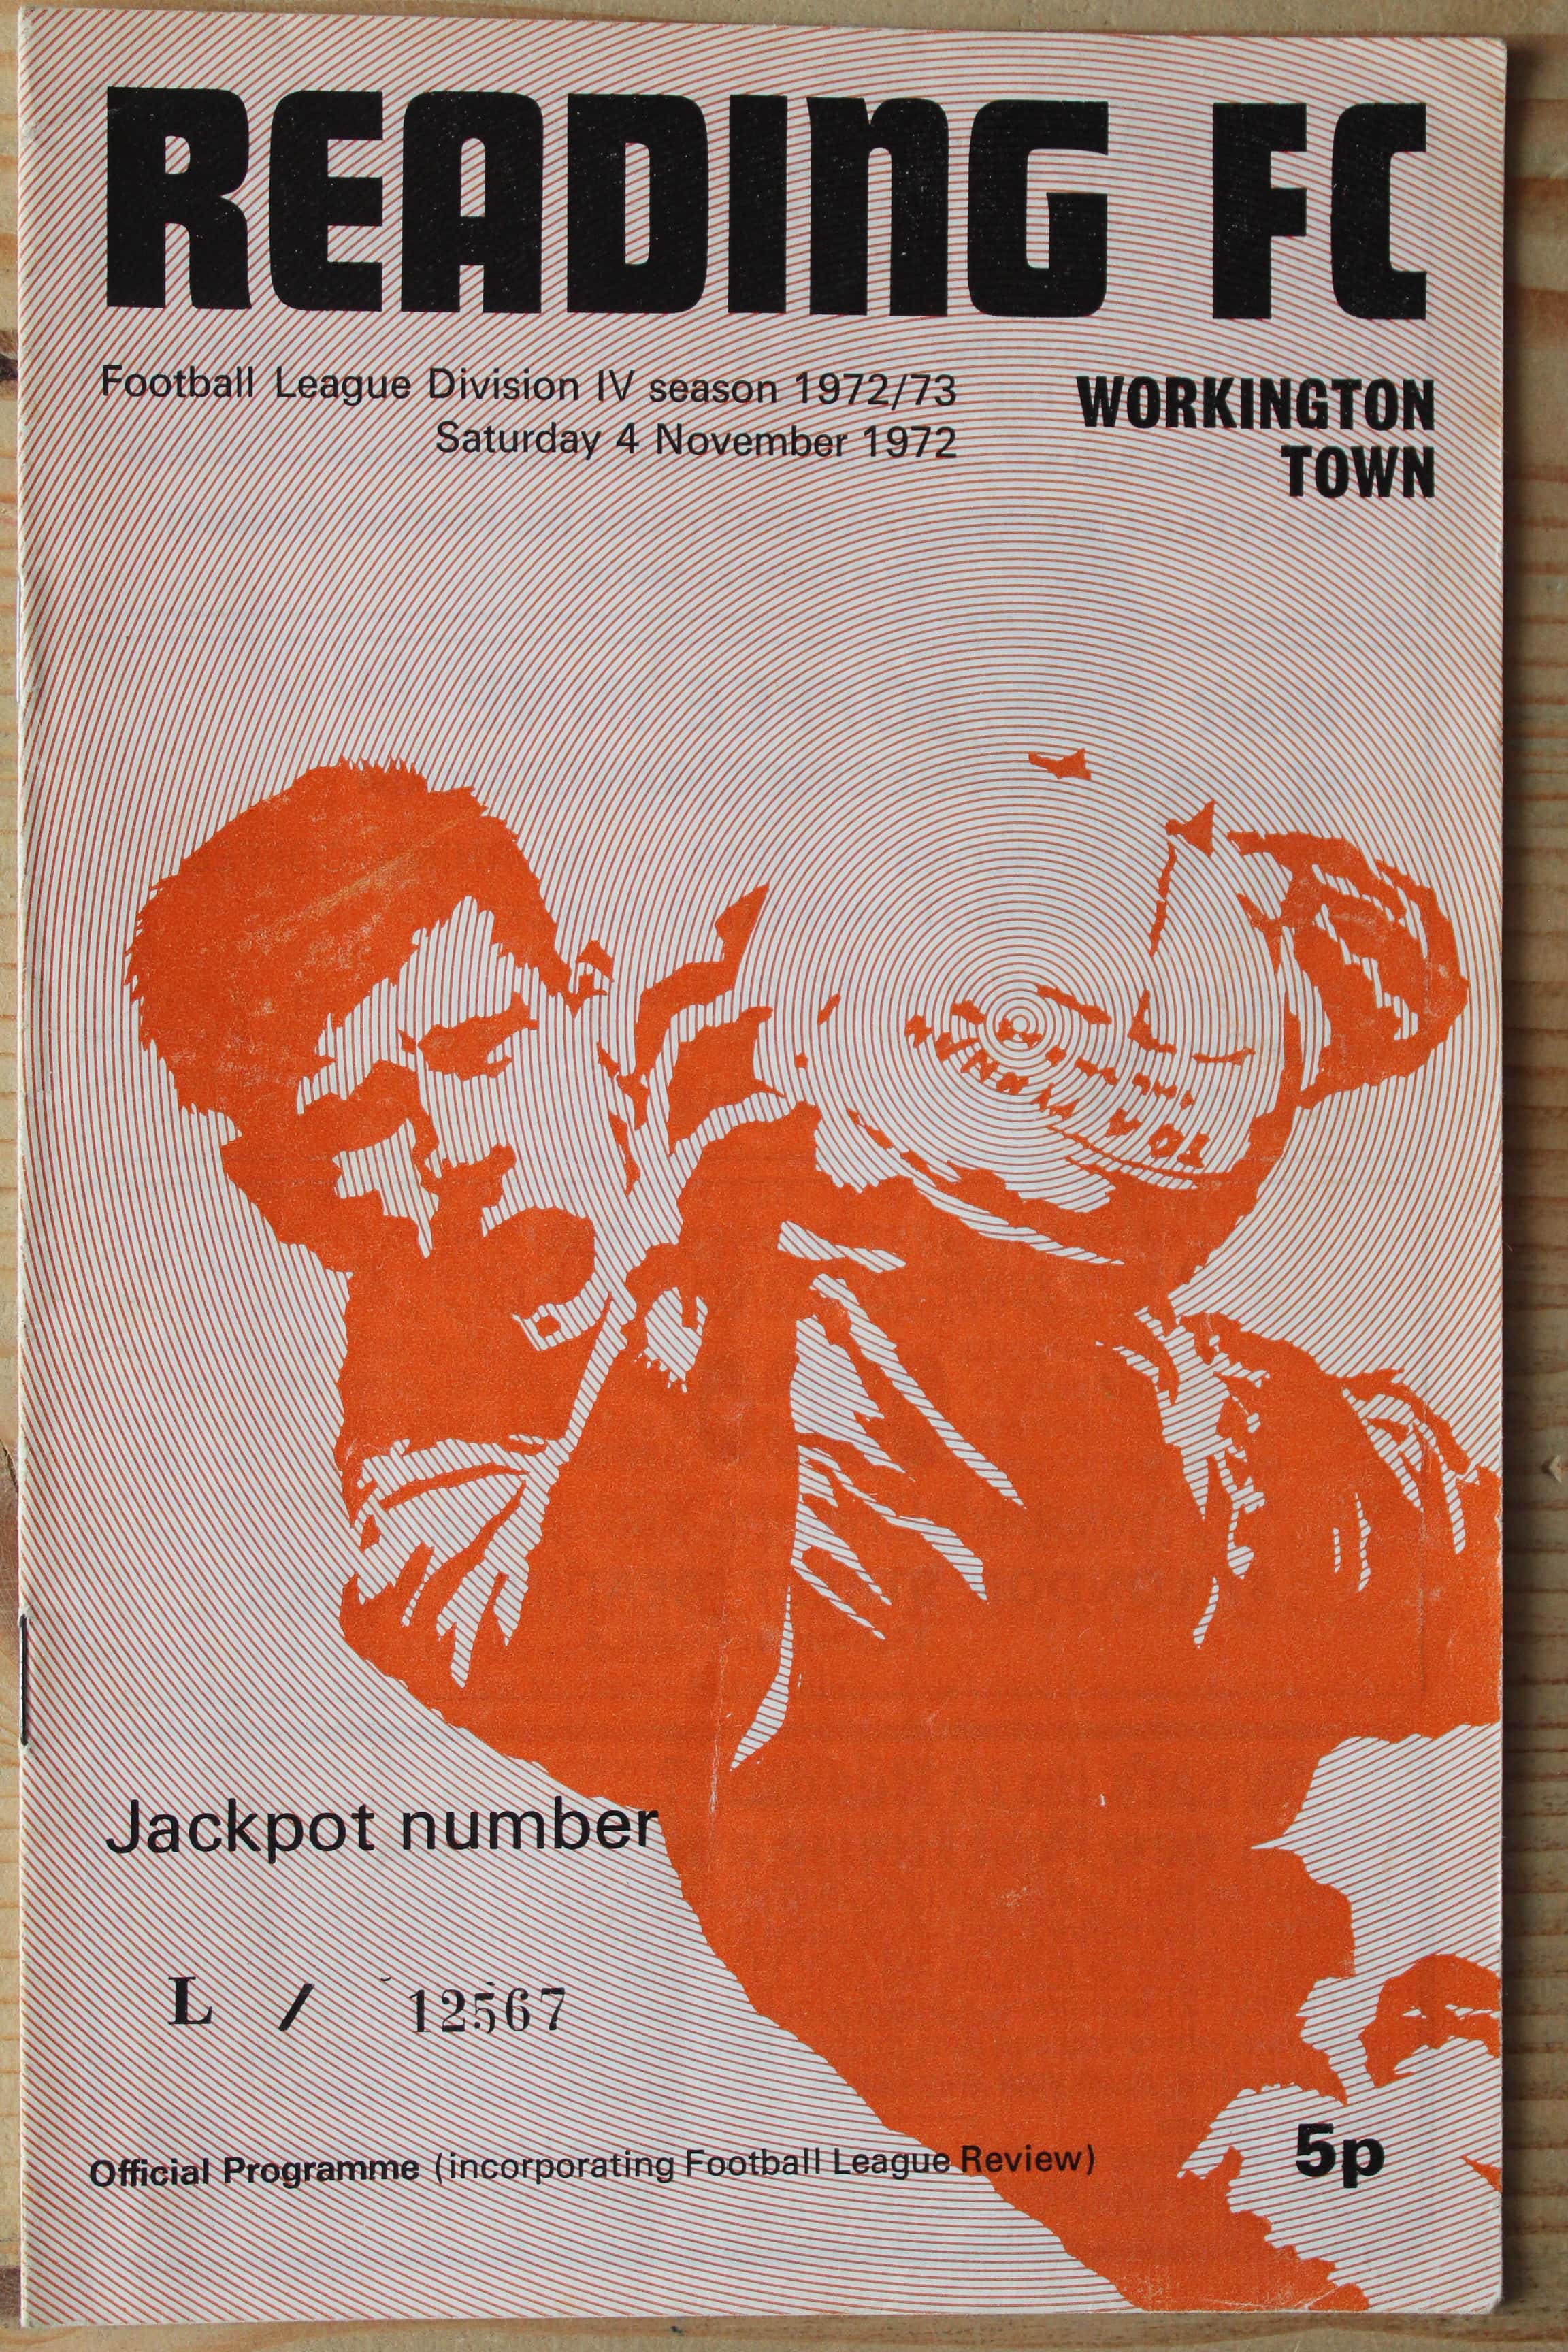 READING FC
Football League Division IV season 1972/73
Saturday 4 November 1972
WORKINGTON
TOWN
Jackpot number
L / 12567
Official Programme (incorporating Football League Review)
5p